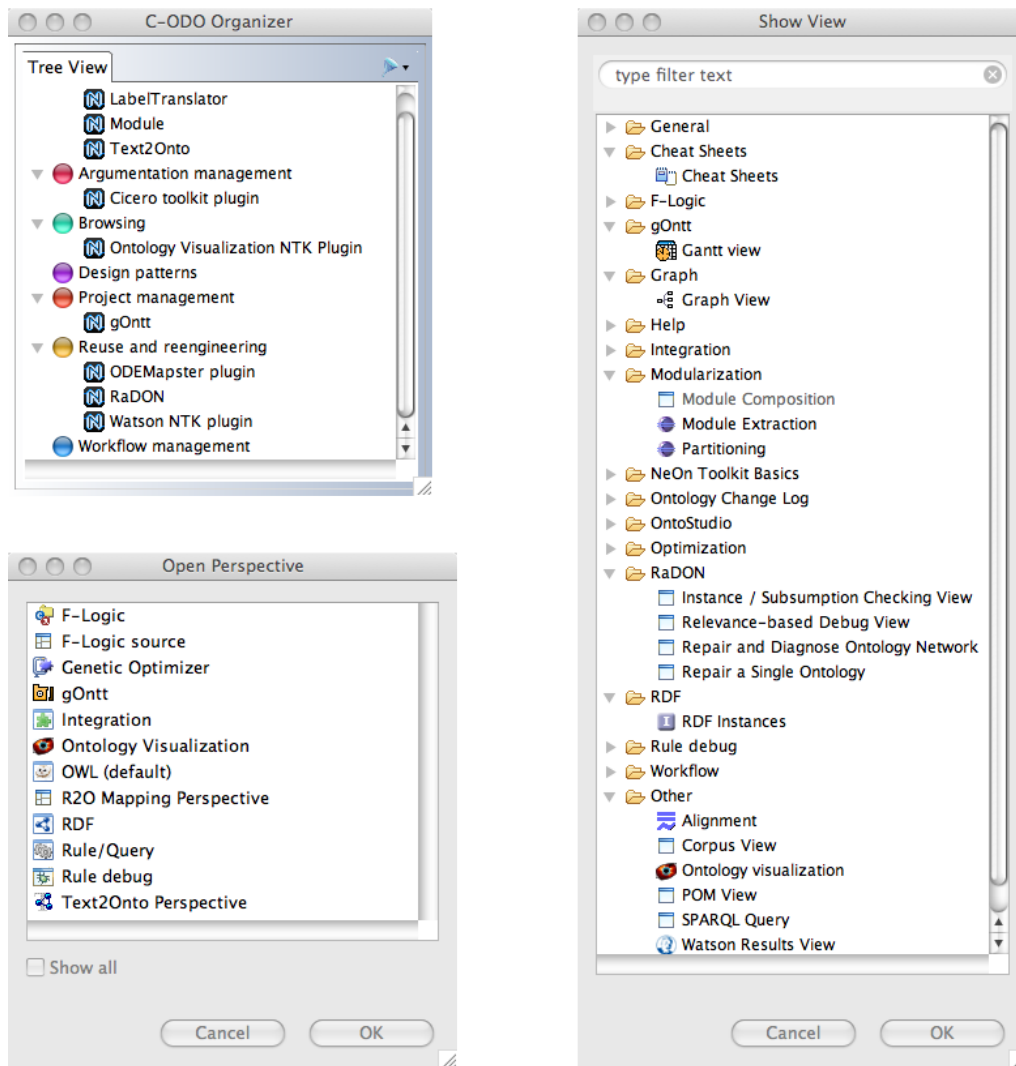 C-ODO Organizer
Tree View
LabelTranslator
Module
Text2Onto
Argumentation management
Cicero toolkit plugin
Browsing
Ontology Visualization NTK Plugin
Design patterns
Project management
gOntt
Reuse and reengineering
ODEMapster plugin
RaDON
Watson NTK plugin
Workflow management
Open Perspective
F-Logic
F-Logic source
Genetic Optimizer
gOntt
Integration
Ontology Visualization
OWL (default)
R2O Mapping Perspective
RDF
Rule/Query
Rule debug
Text2Onto Perspective
Show all
Cancel
OK
Show View
type filter text
General
Cheat Sheets
Cheat Sheets
F-Logic
gOntt
Gantt view
Graph
Graph View
Help
Integration
Modularization
Module Composition
Module Extraction
Partitioning
NeOn Toolkit Basics
Ontology Change Log
OntoStudio
Optimization
RaDON
Instance / Subsumption Checking View
Relevance-based Debug View
Repair and Diagnose Ontology Network
Repair a Single Ontology
RDF
RDF Instances
Rule debug
Workflow
Other
Alignment
Corpus View
Ontology visualization
POM View
SPARQL Query
Watson Results View
Cancel
OK